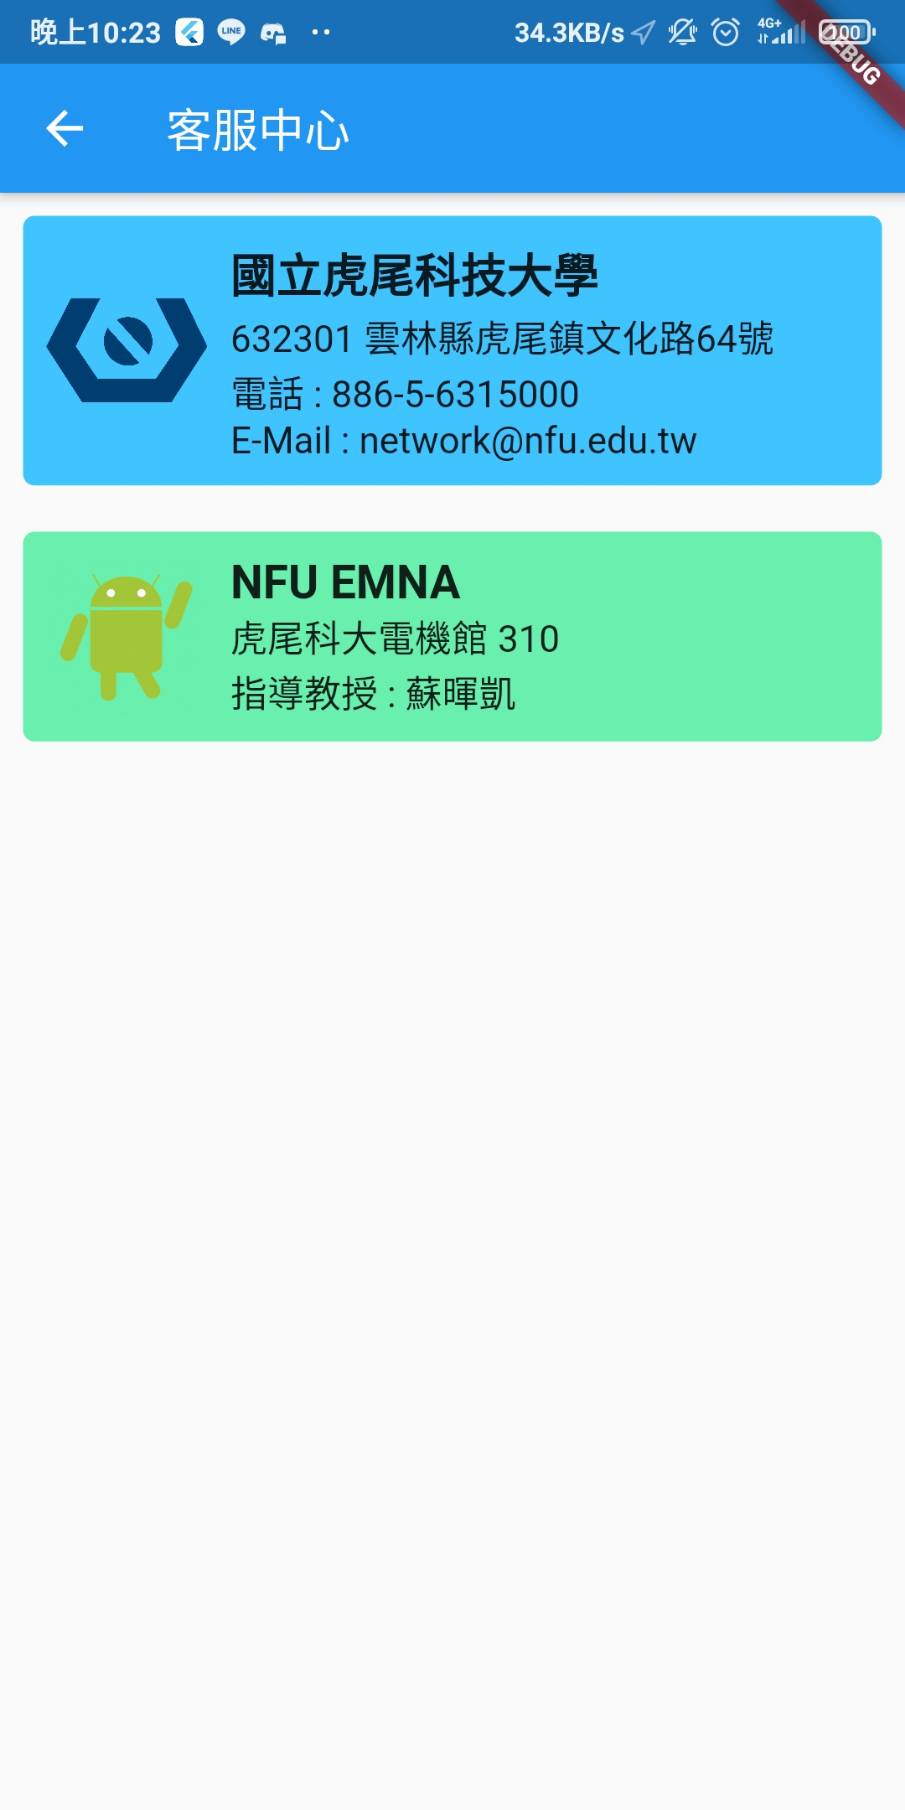 晚上10:23 LINE 34.3KB/s 4G+ 100
DEBUG
客服中心
國立虎尾科技大學
632301 雲林縣虎尾鎮文化路64號
電話 : 886-5-6315000
E-Mail : network@nfu.edu.tw
NFU EMNA
虎尾科大電機館 310
指導教授 : 蘇暉凱